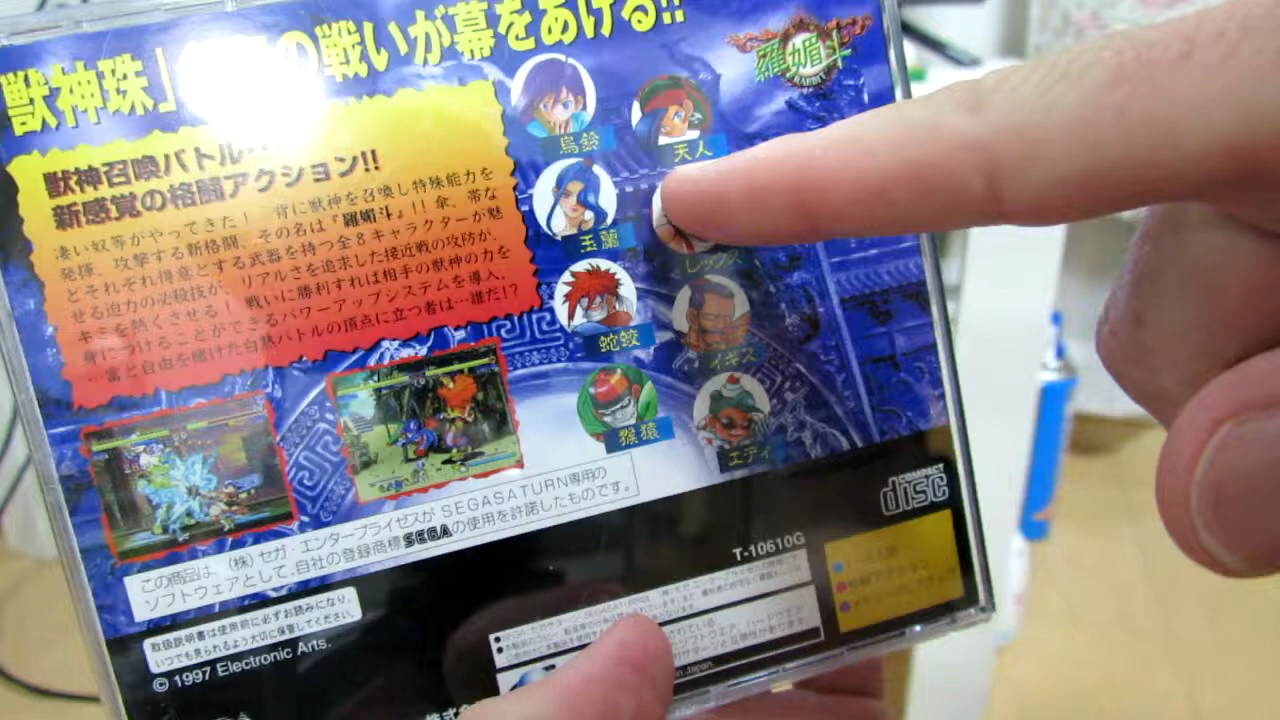 獣神珠」
の戦いが幕をあける!!
羅媚斗
RABBIT
獣神召喚バトル…
新感覚の格闘アクション!!
凄い奴等がやってきた! 背に獣神を召喚し特殊能力を
発揮、攻撃する新格闘、その名は『羅媚斗』!! 傘、帯な
どそれぞれ得意とする武器を持つ全8キャラクターが魅
せる迫力の必殺技が、リアルさを追求した接近戦の攻防が、
キミを熱くさせる! 戦いに勝利すれば相手の獣神の力を
身につけることができるパワーアップシステムを導入。
…富と自由を賭けた白熱バトルの頂点に立つ者は…誰だ!?
烏鈴
天人
玉蘭
レックス
蛇蛟
イギス
猴猿
エディ
この商品は、(株)セガ・エンタープライゼスがSEGASATURN専用の
ソフトウェアとして、自社の登録商標SEGAの使用を許諾したものです。
取扱説明書は使用前に必ずお読みになり、
いつでも見られるように大切に保管してください。
© 1997 Electronic Arts.
COMPACT
disc
T-10610G
in Japan